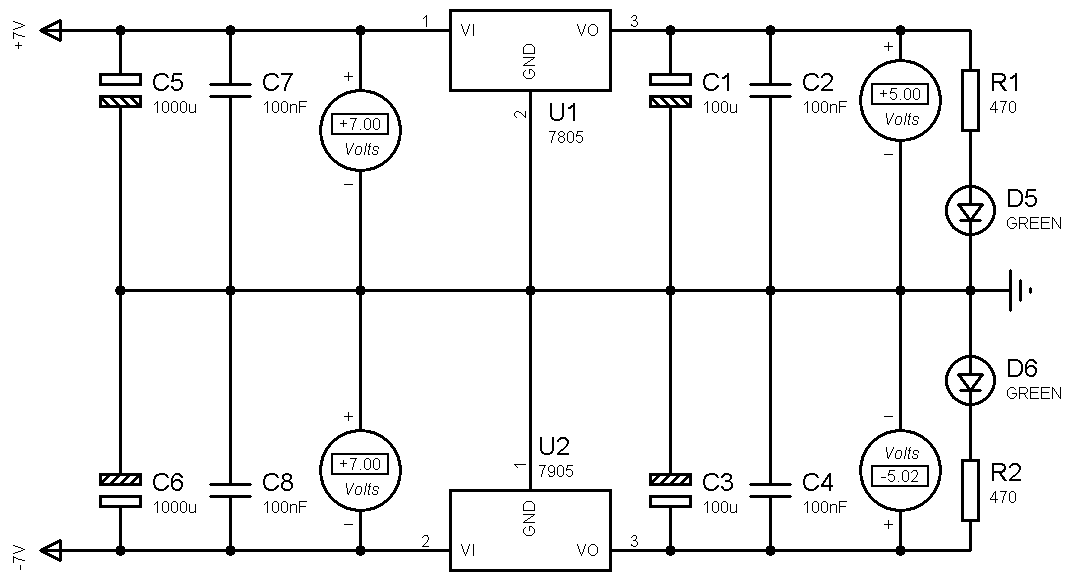 +7V
1
VI
VO
GND
2
3
U1
7805
C5
1000u
C7
100nF
+
+7.00
Volts
−
C1
100u
C2
100nF
+
+5.00
Volts
−
R1
470
D5
GREEN
C6
1000u
C8
100nF
+
+7.00
Volts
−
U2
7905
1
GND
2
VI
VO
3
C3
100u
C4
100nF
−
Volts
-5.02
+
D6
GREEN
R2
470
-7V